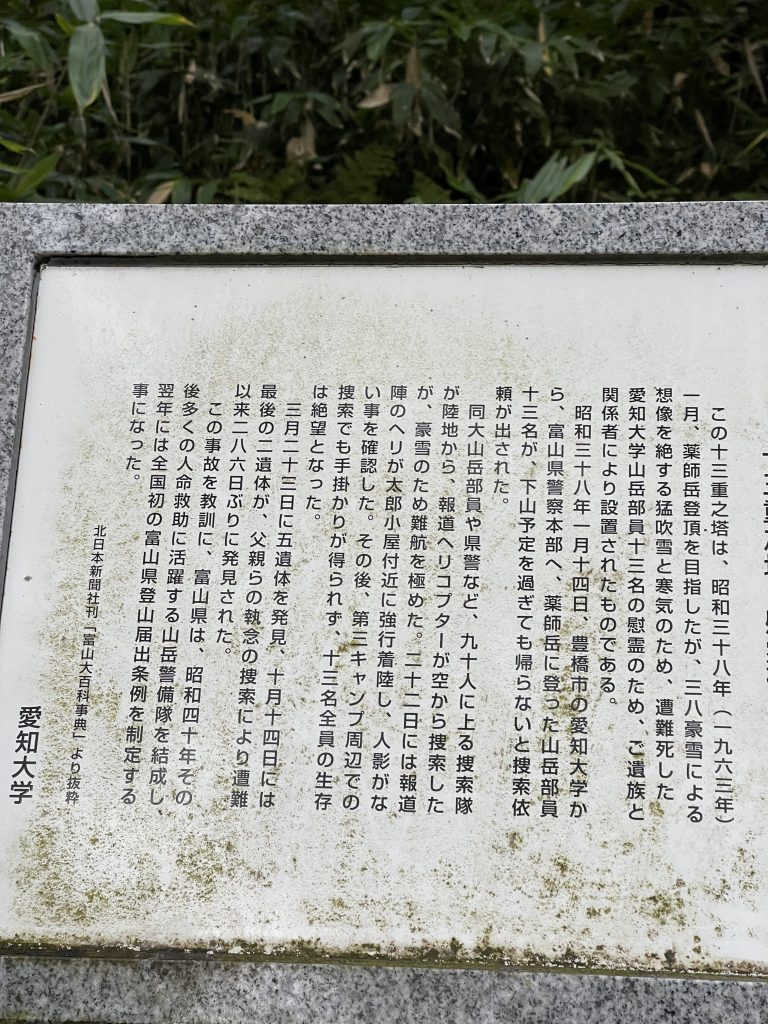 この十三重之塔は、昭和三十八年（一九六三年）
一月、薬師岳登頂を目指したが、三八豪雪による
想像を絶する猛吹雪と寒気のため、遭難死した
愛知大学山岳部員十三名の慰霊のため、ご遺族と
関係者により設置されたものである。
昭和三十八年一月十四日、豊橋市の愛知大学か
ら、富山県警察本部へ、薬師岳に登った山岳部員
十三名が、下山予定を過ぎても帰らないと捜索依
頼が出された。
同大山岳部員や県警など、九十人に上る捜索隊
が陸地から、報道ヘリコプターが空から捜索した
が、豪雪のため難航を極めた。二十二日には報道
陣のヘリが太郎小屋付近に強行着陸し、人影がな
い事を確認した。その後、第三キャンプ周辺での
捜索でも手掛かりが得られず、十三名全員の生存
は絶望となった。
三月二十三日に五遺体を発見、十月十四日には
最後の二遺体が、父親らの執念の捜索により遭難
以来二八六日ぶりに発見された。
この事故を教訓に、富山県は、昭和四十年その
後多くの人命救助に活躍する山岳警備隊を結成し、
翌年には全国初の富山県登山届出条例を制定する
事になった。
北日本新聞社刊「富山大百科事典」より抜粋
愛知大学